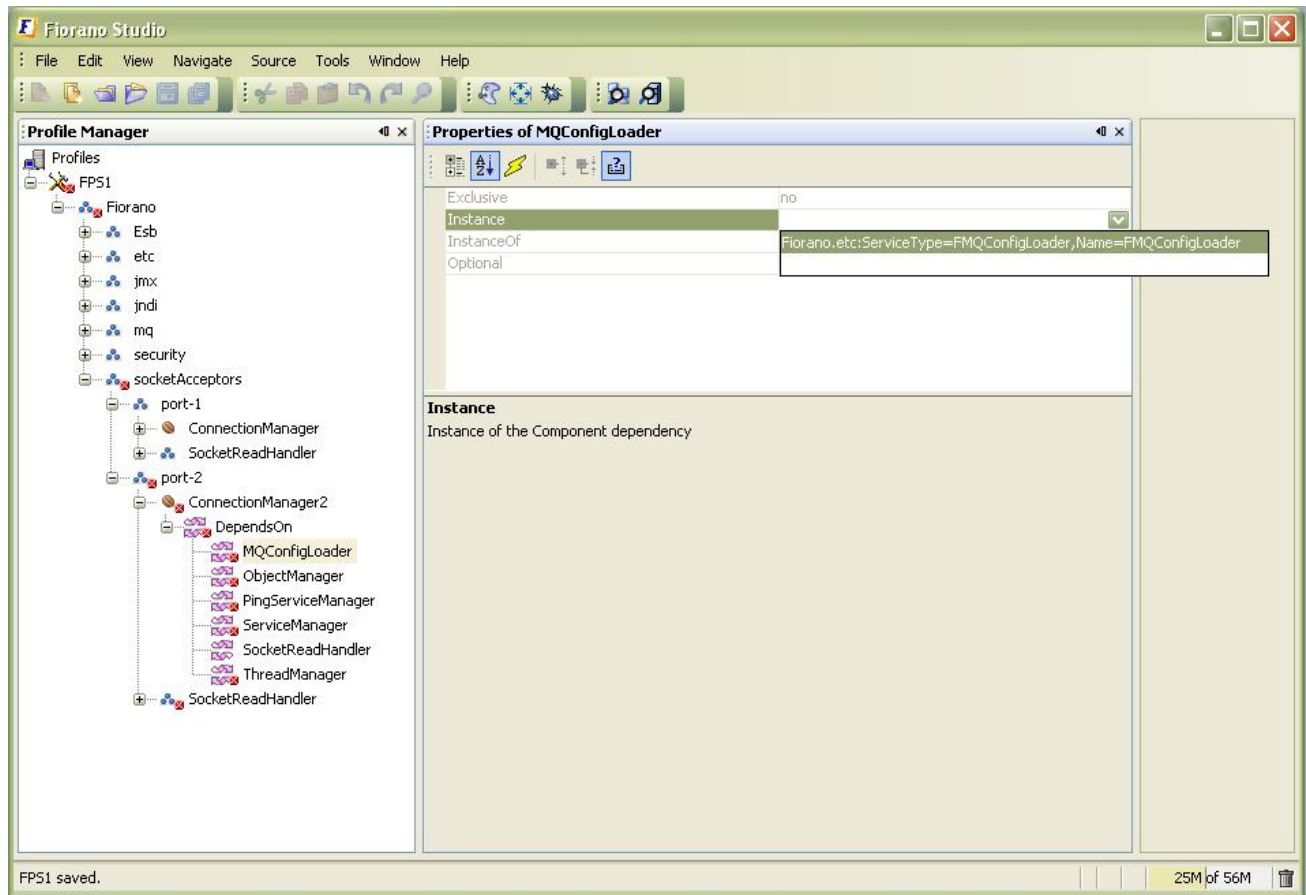 Fiorano Studio
File Edit View Navigate Source Tools Window Help
Profile Manager
Profiles
FPS1
Fiorano
Esb
etc
jmx
jndi
mq
security
socketAcceptors
port-1
ConnectionManager
SocketReadHandler
port-2
ConnectionManager2
DependsOn
MQConfigLoader
ObjectManager
PingServiceManager
ServiceManager
SocketReadHandler
ThreadManager
SocketReadHandler
Properties of MQConfigLoader
Exclusive no
Instance
InstanceOf
Fiorano.etc:ServiceType=FMQConfigLoader,Name=FMQConfigLoader
Optional
Instance
Instance of the Component dependency
FPS1 saved.
25M of 56M